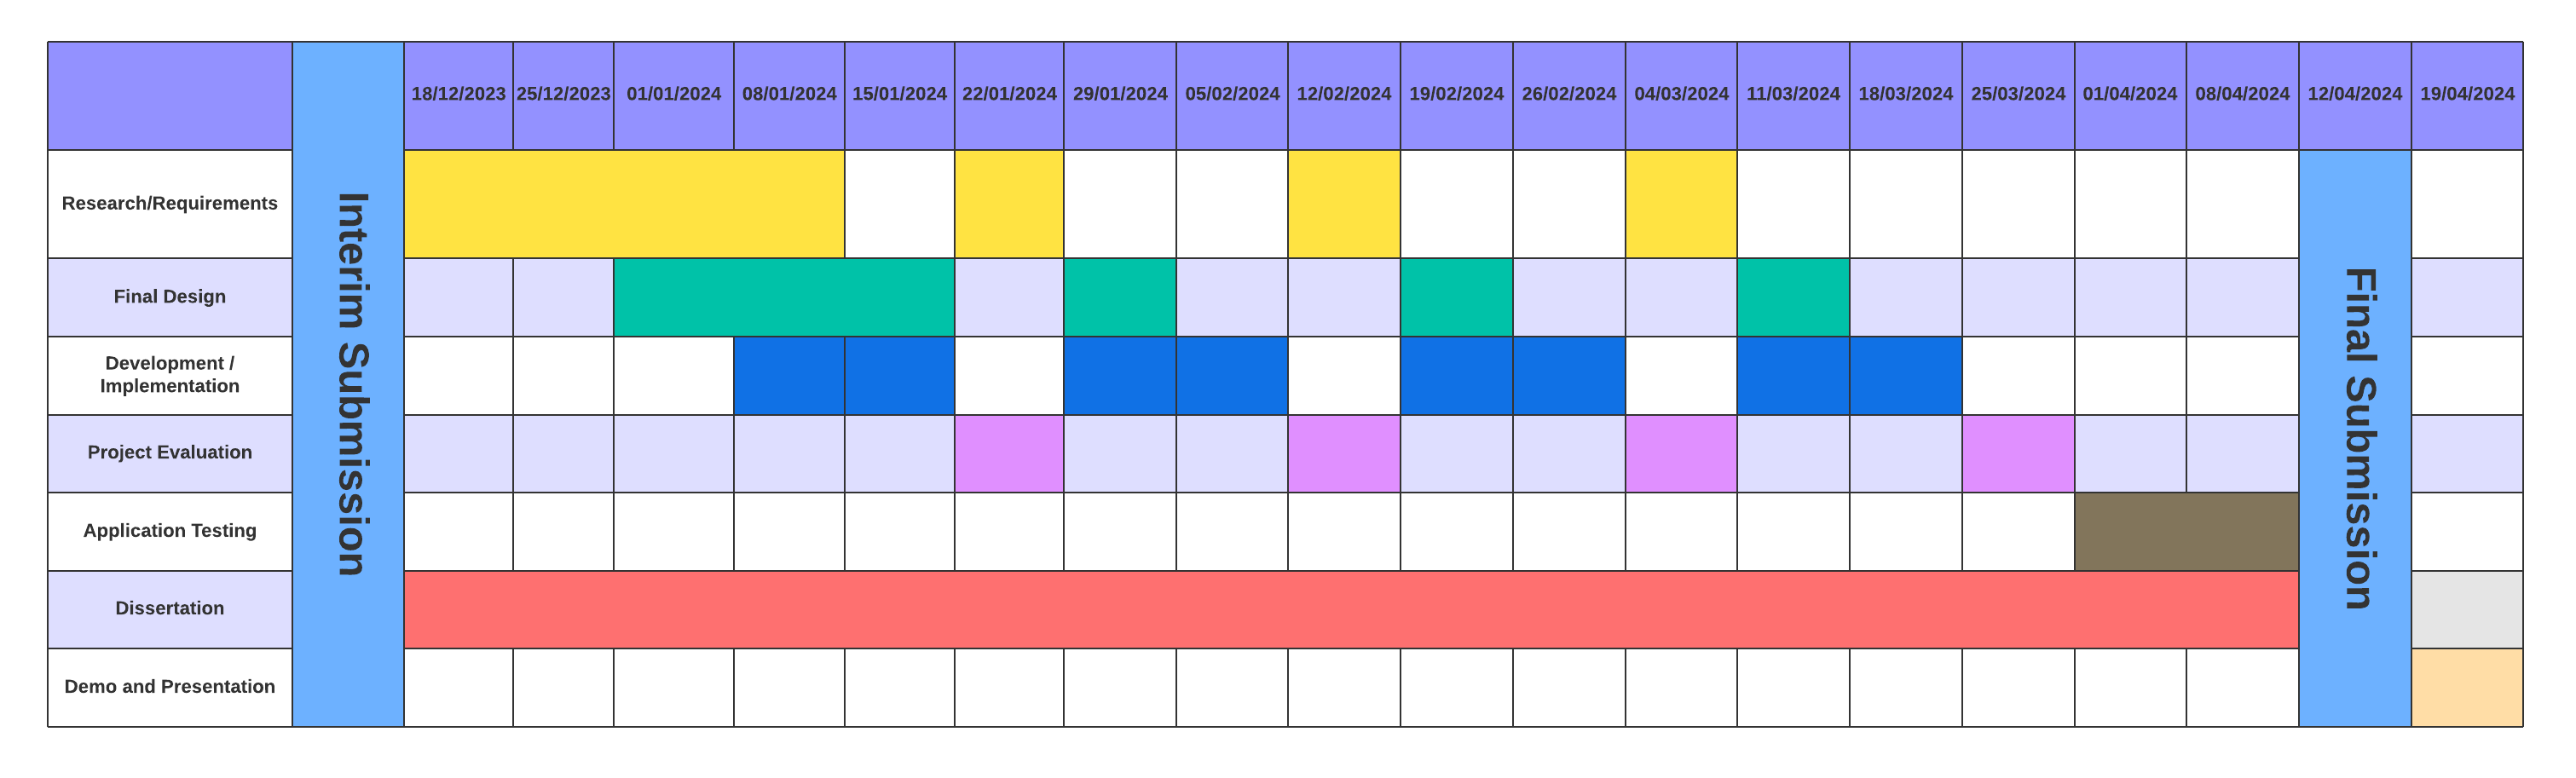 18/12/2023 25/12/2023 01/01/2024 08/01/2024 15/01/2024 22/01/2024 29/01/2024 05/02/2024 12/02/2024 19/02/2024 26/02/2024 04/03/2024 11/03/2024 18/03/2024 25/03/2024 01/04/2024 08/04/2024 12/04/2024 19/04/2024
Interim Submission
Research/Requirements
Final Design
Development /
Implementation
Project Evaluation
Application Testing
Dissertation
Demo and Presentation
Final Submission